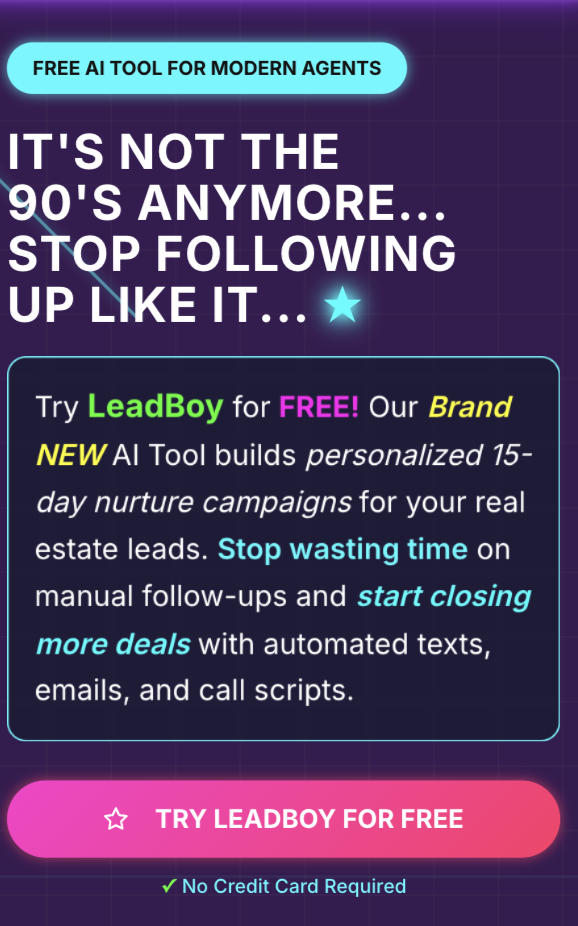 FREE AI TOOL FOR MODERN AGENTS
IT'S NOT THE
90'S ANYMORE...
STOP FOLLOWING
UP LIKE IT...
Try LeadBoy for FREE! Our Brand
NEW AI Tool builds personalized 15-
day nurture campaigns for your real
estate leads. Stop wasting time on
manual follow-ups and start closing
more deals with automated texts,
emails, and call scripts.
TRY LEADBOY FOR FREE
✓ No Credit Card Required